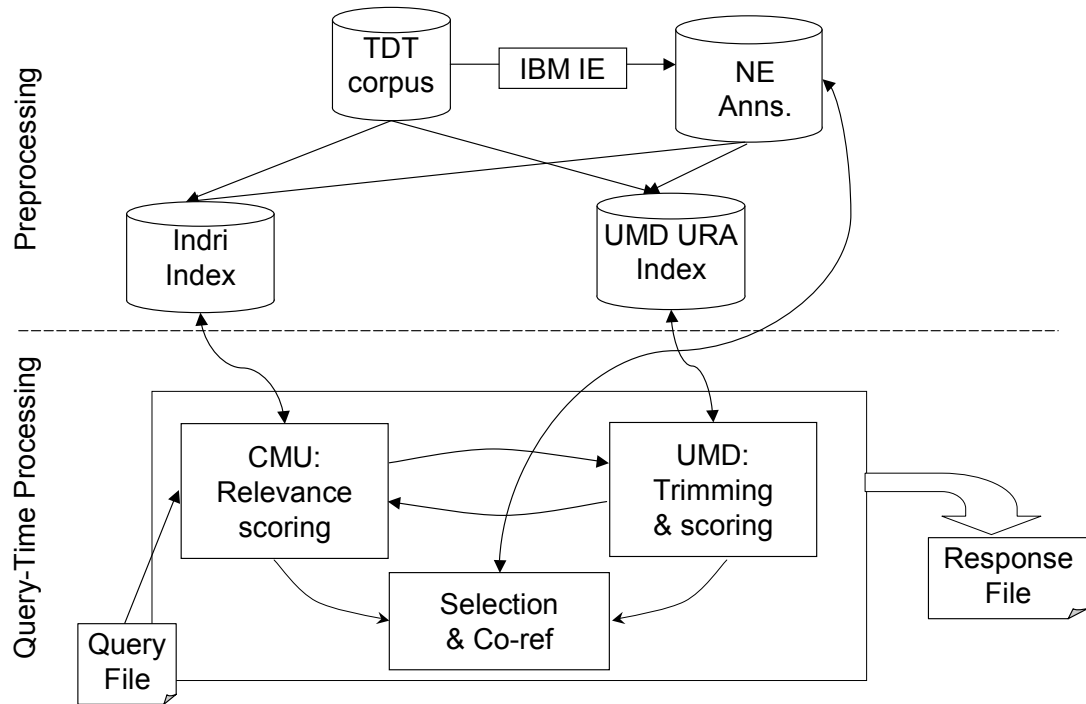 Preprocessing
TDT
corpus
IBM IE
NE
Anns.
Indri
Index
UMD URA
Index
Query-Time Processing
CMU:
Relevance
scoring
UMD:
Trimming
& scoring
Selection
& Co-ref
Query
File
Response
File